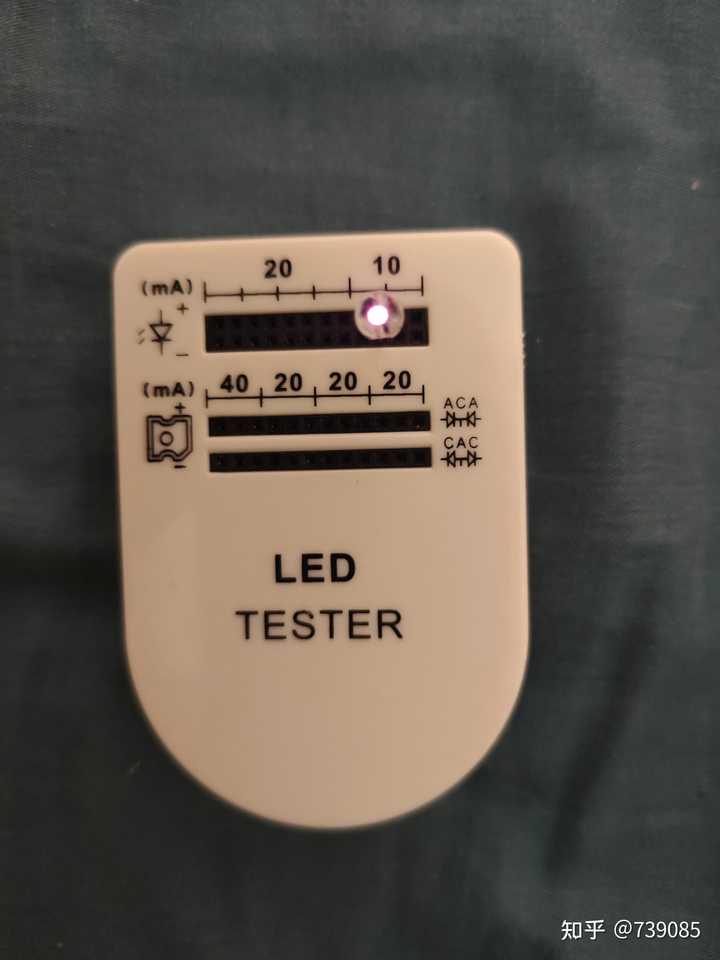 20 10
(mA)
+
−
(mA) 40 20 20 20
+
ACA
CAC
−
LED
TESTER
知乎 @739085